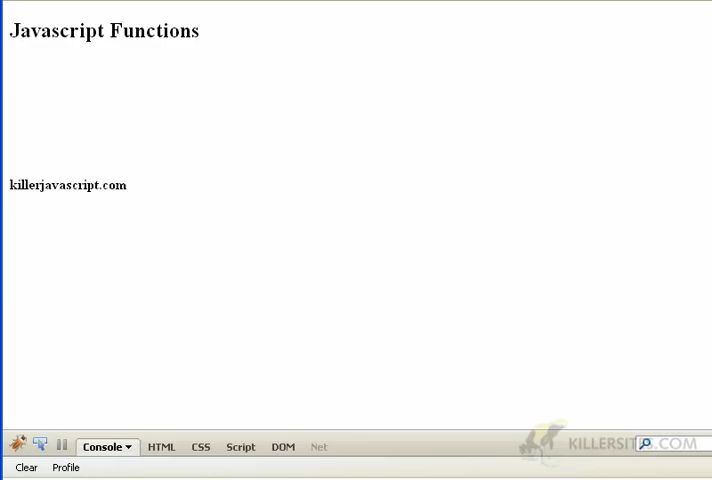 Javascript Functions
killerjavascript.com
Console HTML CSS Script DOM Net
KILLERSITES.COM
Clear Profile